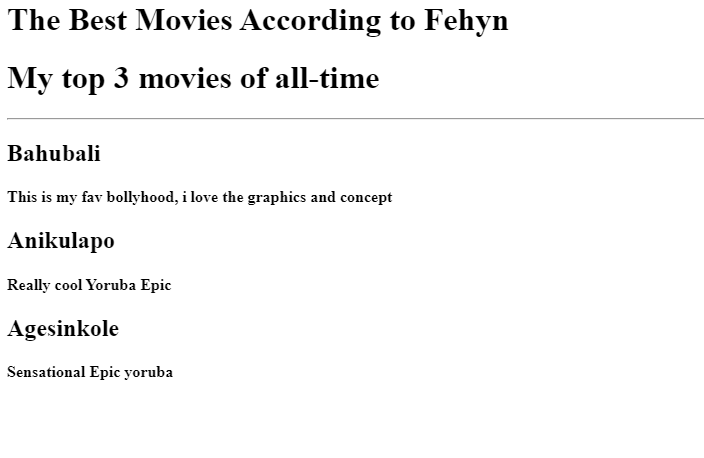 The Best Movies According to Fehyn
My top 3 movies of all-time
Bahubali
This is my fav bollyhood, i love the graphics and concept
Anikulapo
Really cool Yoruba Epic
Agesinkole
Sensational Epic yoruba